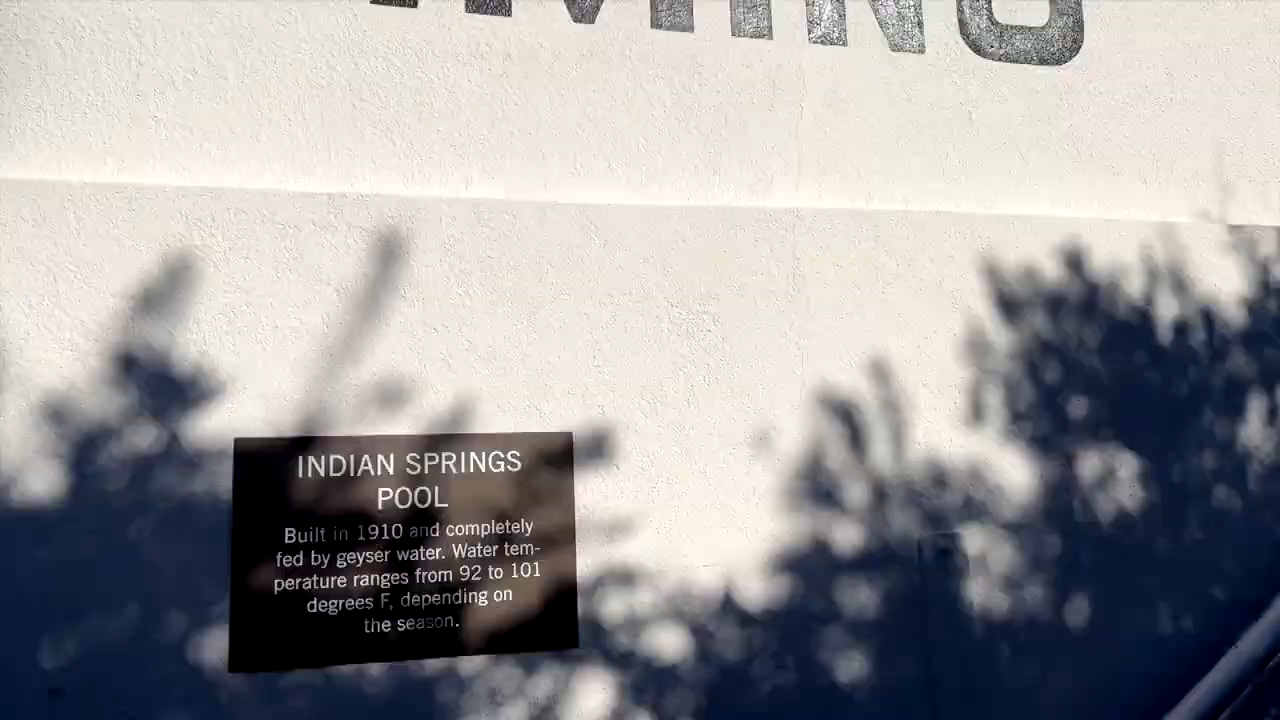 INDIAN SPRINGS
POOL
Built in 1910 and completely
fed by geyser water. Water tem-
perature ranges from 92 to 101
degrees F, depending on
the season.